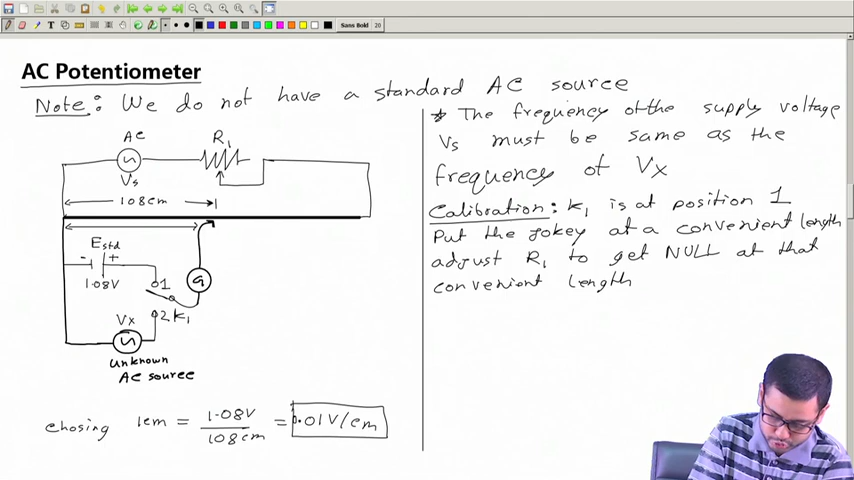 Sans Bold 20
AC Potentiometer
Note: We do not have a standard AC source
AC
R1
Vs
108cm
Estd
- +
1.08V
1
G
Vx
2 K1
unknown
AC source
chosing 1cm = 1.08V / 108cm = 0.01V/cm
* The frequency of the supply voltage
Vs must be same as the
frequency of Vx
Calibration: K1 is at position 1
Put the jokey at a convenient length
adjust R1 to get NULL at that
convenient length